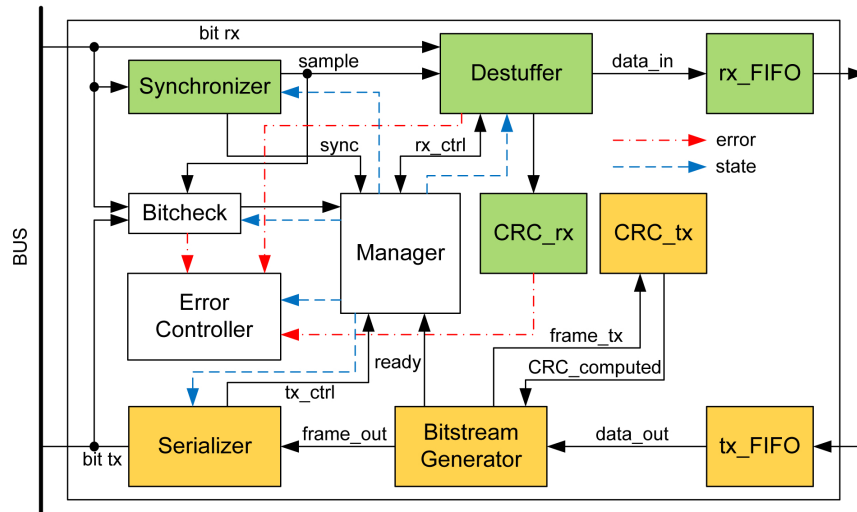 bit rx
Synchronizer
sample
Destuffer
data_in
rx_FIFO
sync
rx_ctrl
error
state
BUS
Bitcheck
Manager
CRC_rx
CRC_tx
Error
Controller
frame_tx
ready
CRC_computed
tx_ctrl
bit tx
Serializer
frame_out
Bitstream
Generator
data_out
tx_FIFO